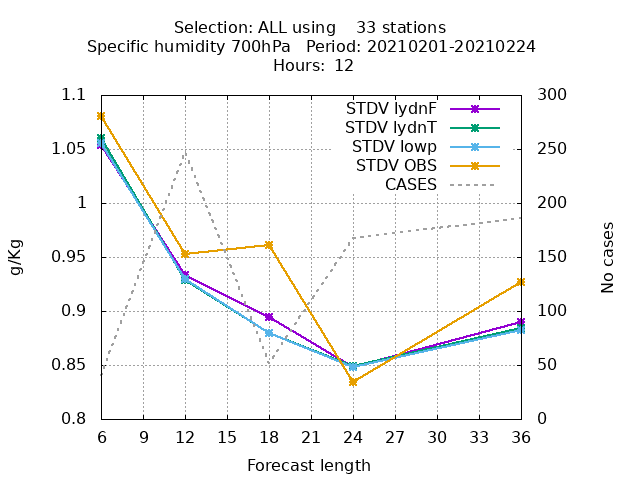 Selection: ALL using    33 stations
Specific humidity 700hPa   Period: 20210201-20210224
Hours: 12
STDV lydnF
STDV lydnT
STDV lowp
STDV OBS
CASES
1.1
1.05
1
0.95
0.9
0.85
0.8
g/Kg
300
250
200
150
100
50
0
No cases
6 9 12 15 18 21 24 27 30 33 36
Forecast length